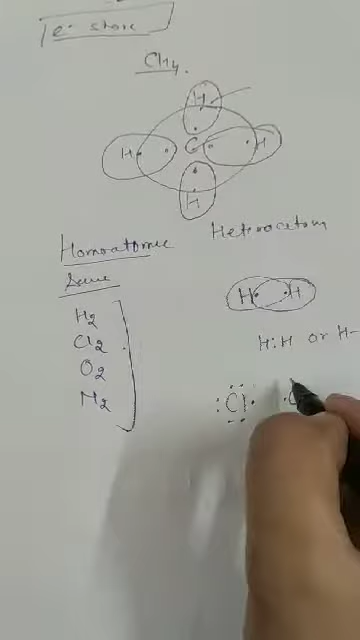 e⁻ share
CH4.
H
H C H
H
Homoatomic Heteroatom
Same
H2
Cl2
O2
N2
H H
H:H or H-
:Cl·